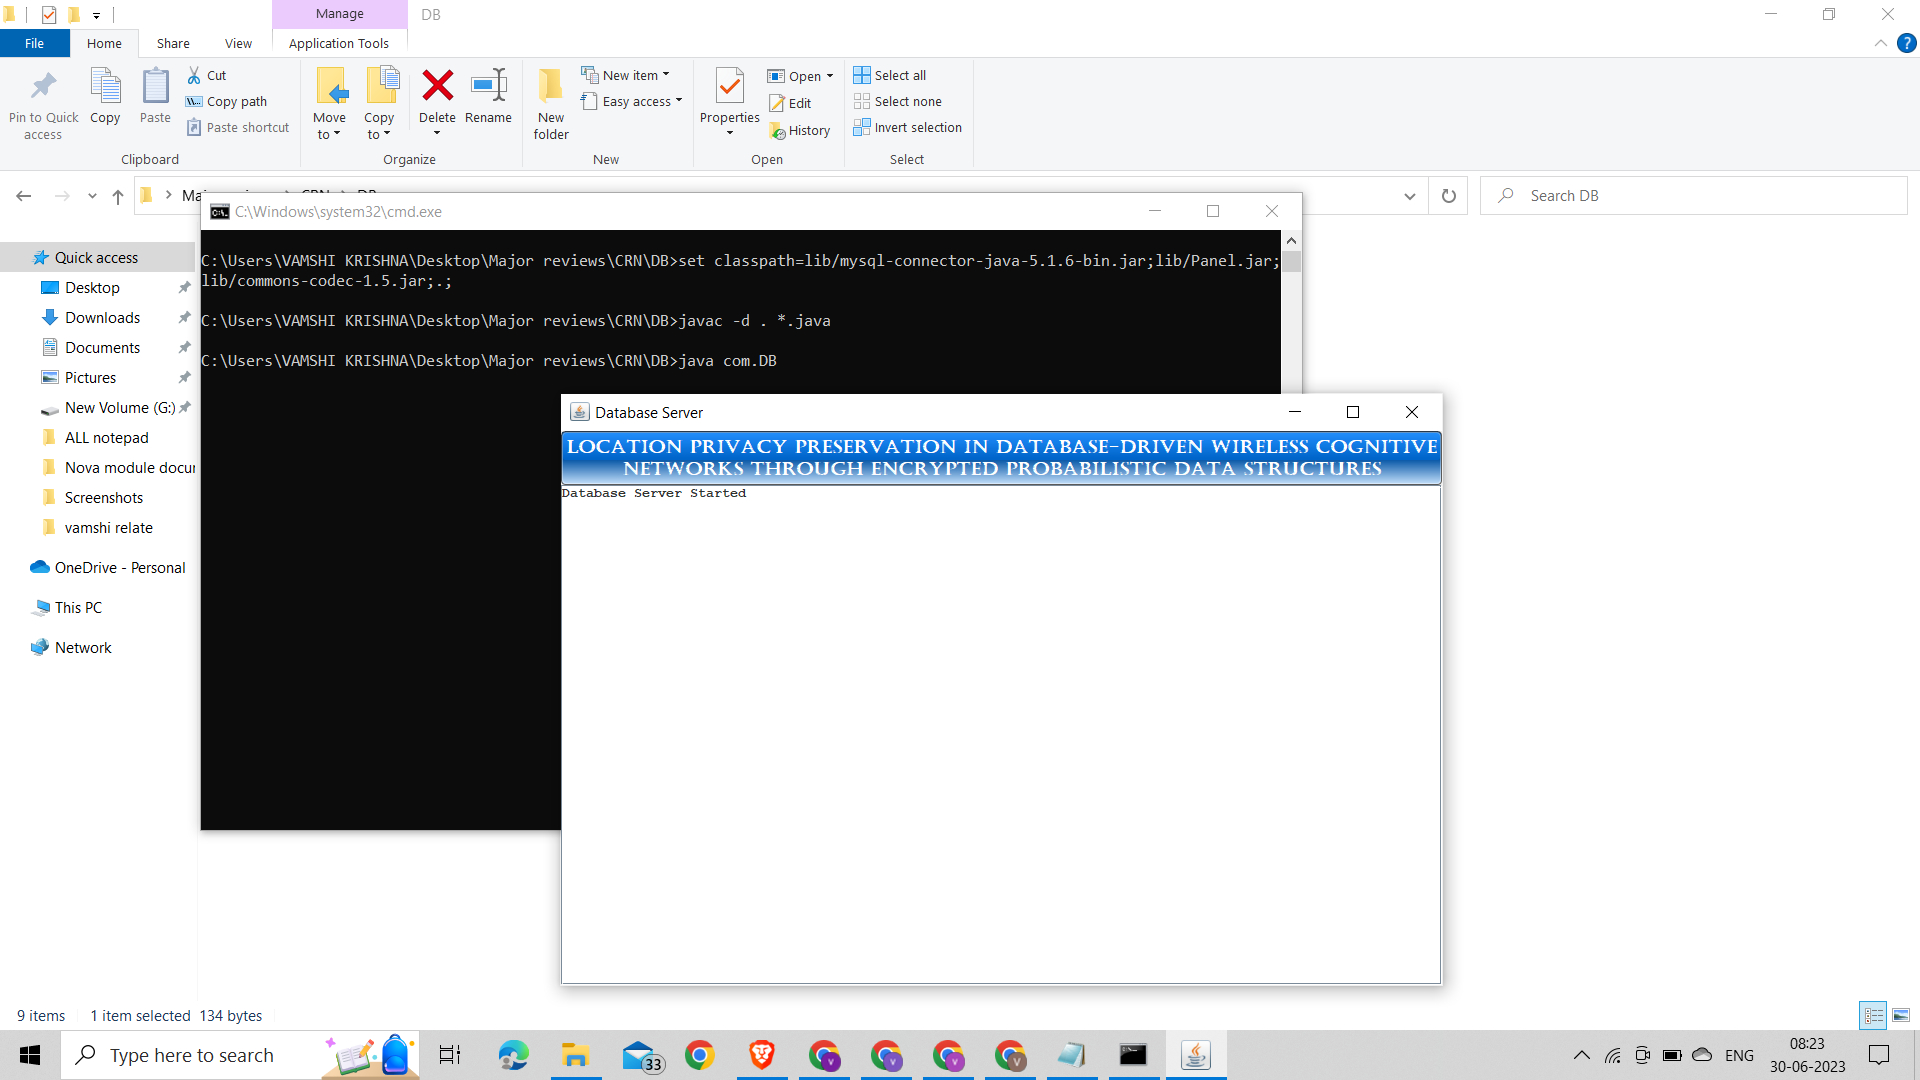 Manage
DB
File
Home
Share
View
Application Tools
Pin to Quick
access
Copy
Paste
Cut
Copy path
Paste shortcut
Clipboard
Move
to
Copy
to
Delete
Rename
Organize
New
folder
New item
Easy access
New
Properties
Open
Edit
History
Open
Select all
Select none
Invert selection
Select
Search DB
C:\Windows\system32\cmd.exe
C:\Users\VAMSHI KRISHNA\Desktop\Major reviews\CRN\DB>set classpath=lib/mysql-connector-java-5.1.6-bin.jar;lib/Panel.jar;
lib/commons-codec-1.5.jar;.;
C:\Users\VAMSHI KRISHNA\Desktop\Major reviews\CRN\DB>javac -d . *.java
C:\Users\VAMSHI KRISHNA\Desktop\Major reviews\CRN\DB>java com.DB
Database Server
LOCATION PRIVACY PRESERVATION IN DATABASE-DRIVEN WIRELESS COGNITIVE
NETWORKS THROUGH ENCRYPTED PROBABILISTIC DATA STRUCTURES
Database Server Started
Quick access
Desktop
Downloads
Documents
Pictures
New Volume (G:)
ALL notepad
Nova module docu
Screenshots
vamshi relate
OneDrive - Personal
This PC
Network
9 items
1 item selected 134 bytes
Type here to search
33
ENG
08:23
30-06-2023